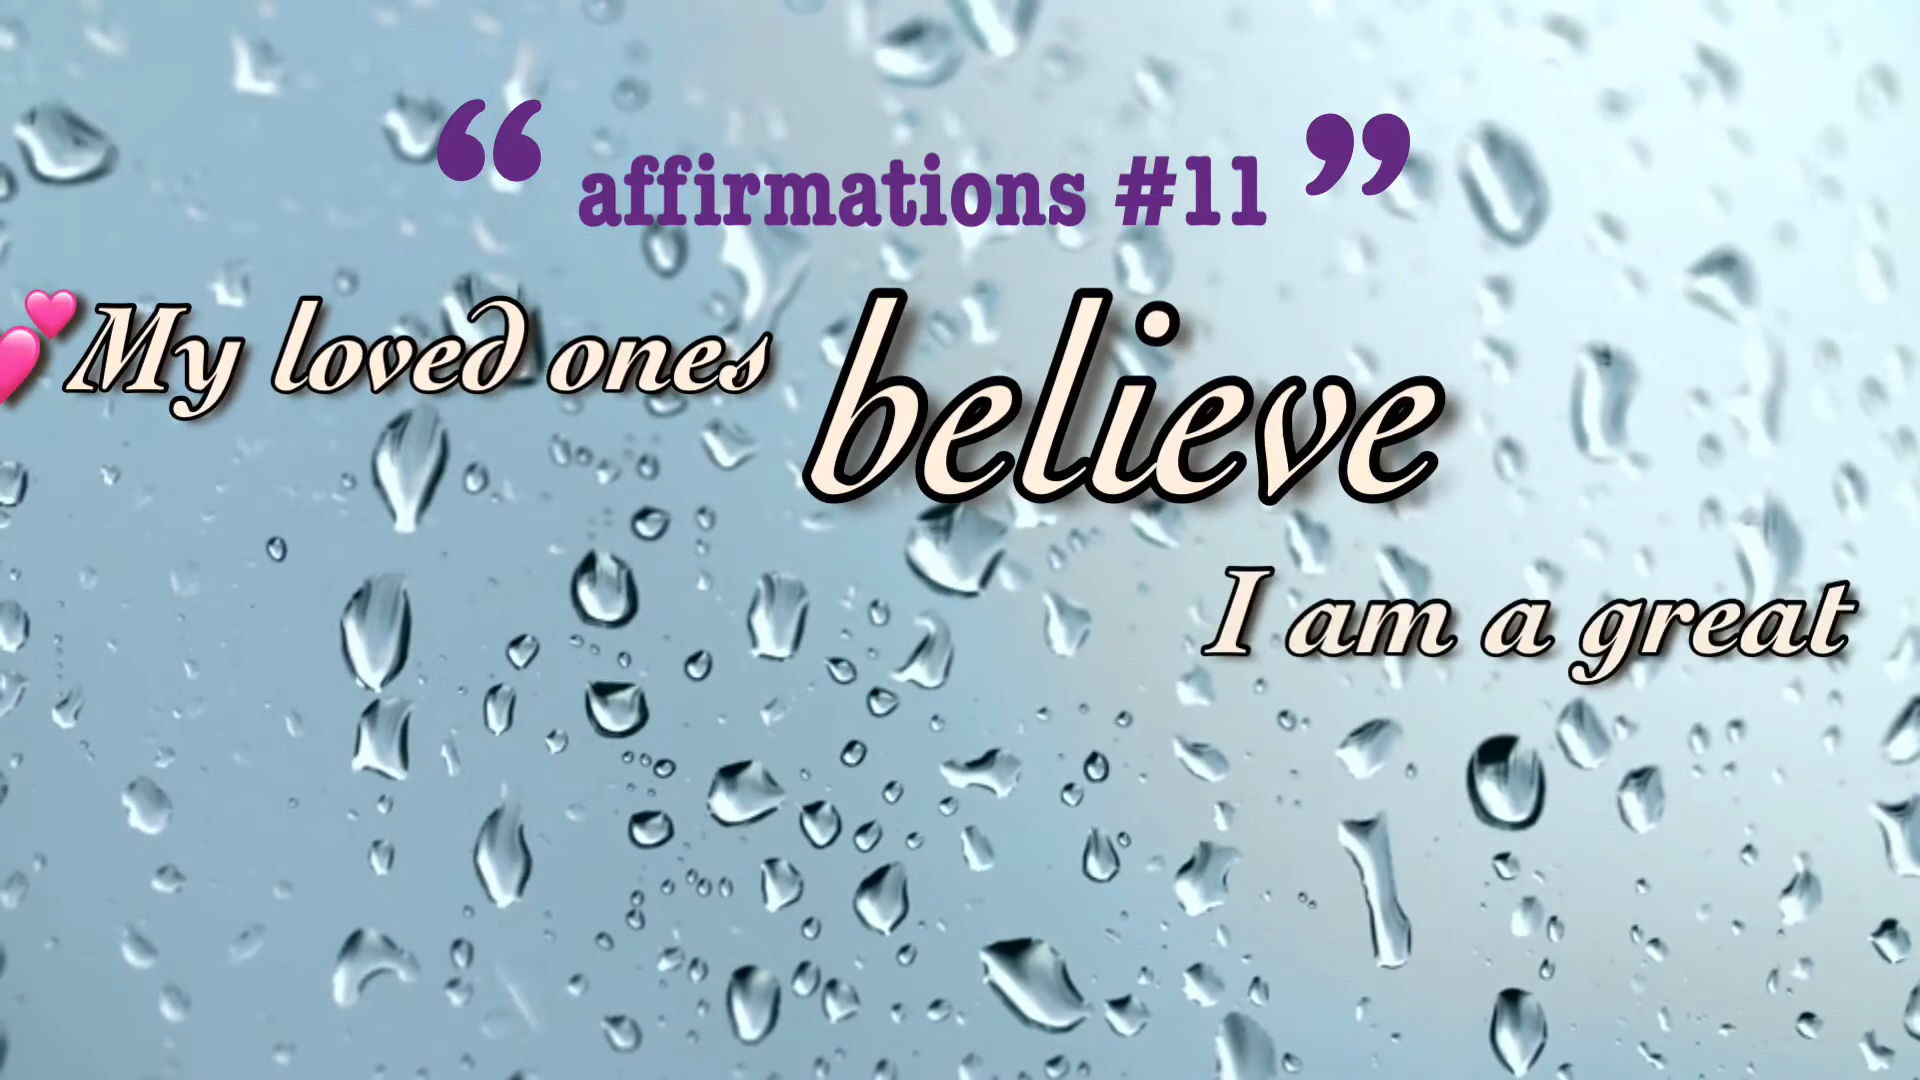 “ affirmations #11 ”
💕My loved ones believe
I am a great